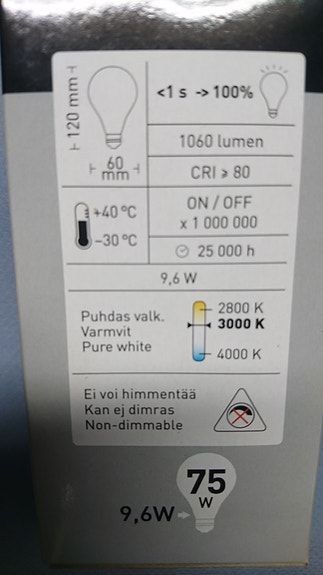 120 mm
60
mm
<1 s -> 100%
1060 lumen
CRI ≥ 80
+40 °C
-30 °C
ON / OFF
x 1 000 000
25 000 h
9,6 W
Puhdas valk.
Varmvit
Pure white
2800 K
3000 K
4000 K
Ei voi himmentää
Kan ej dimras
Non-dimmable
75
W
9,6W